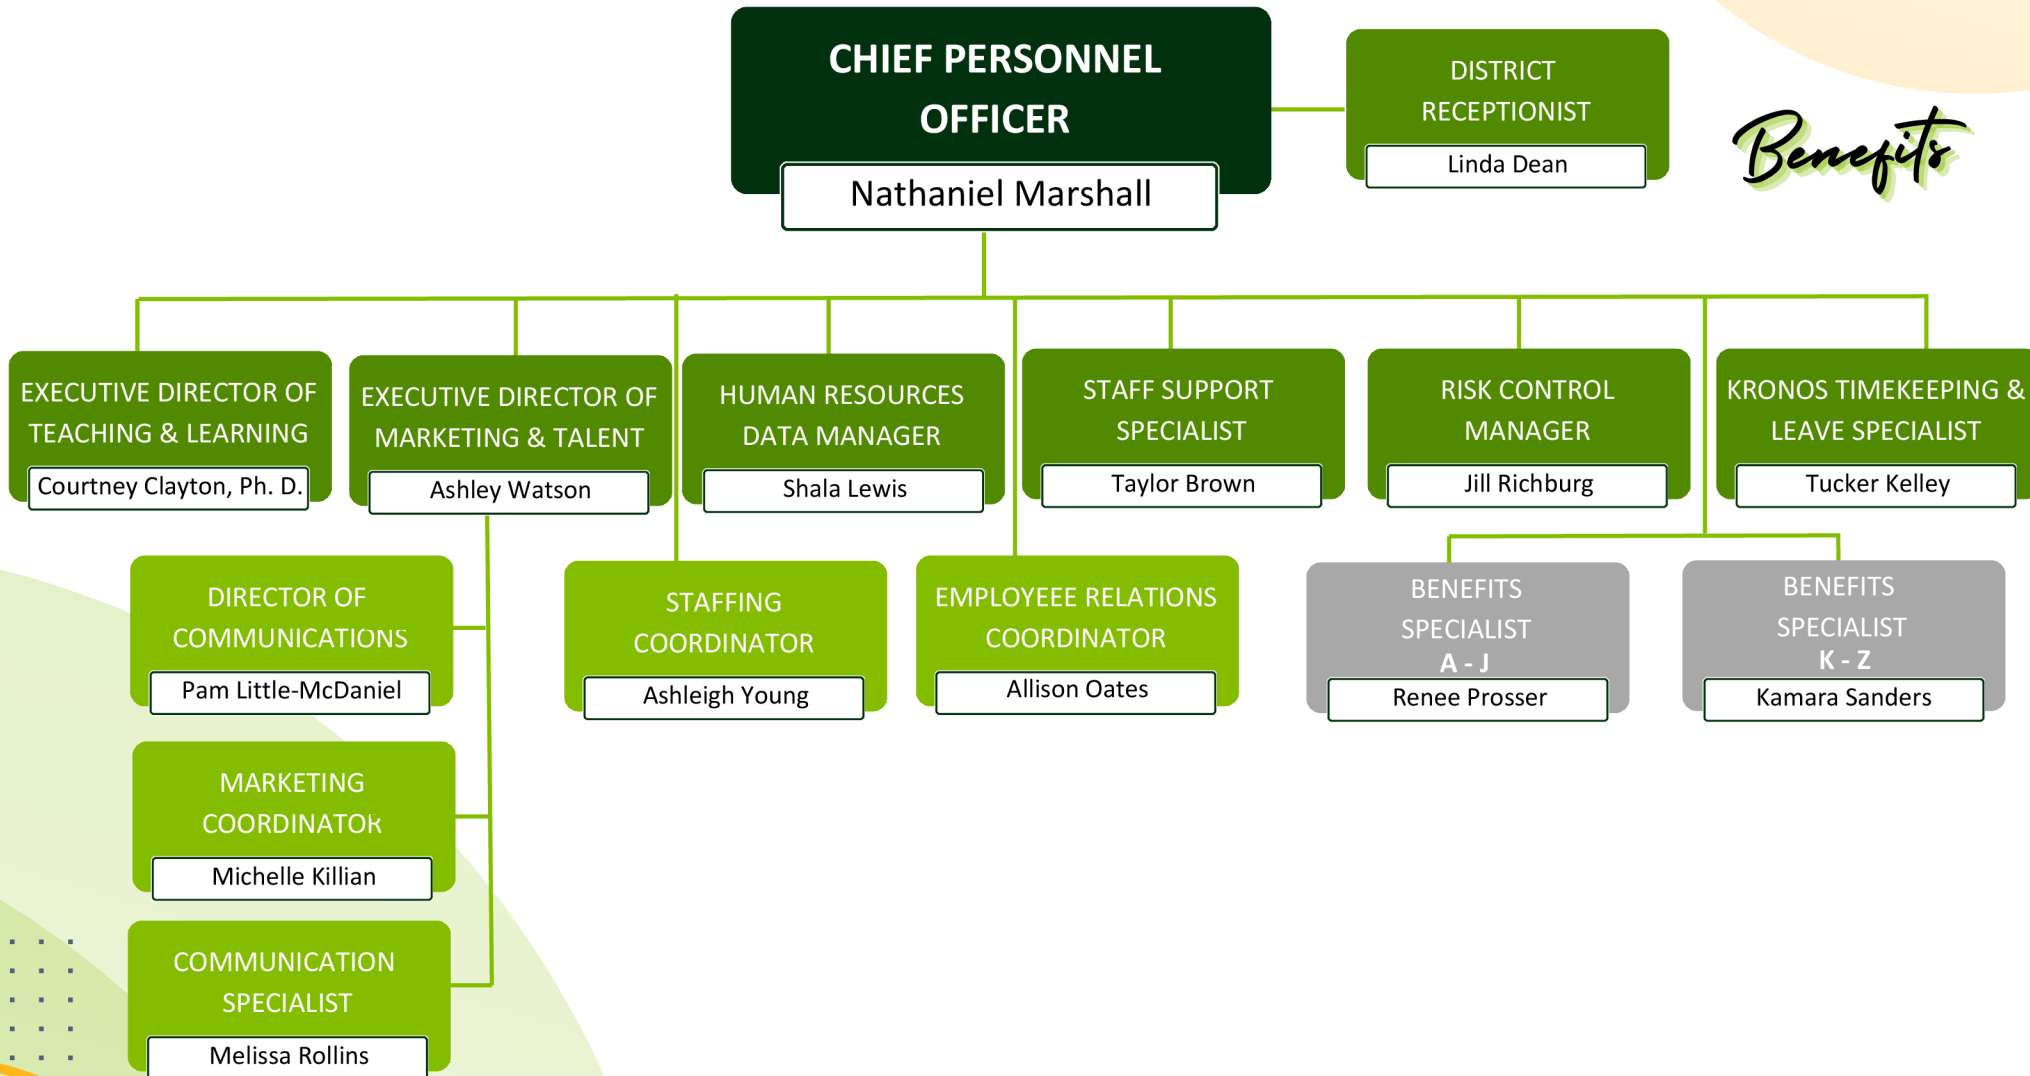 CHIEF PERSONNEL
OFFICER
Nathaniel Marshall
DISTRICT
RECEPTIONIST
Linda Dean
Benefits
EXECUTIVE DIRECTOR OF
TEACHING & LEARNING
Courtney Clayton, Ph. D.
EXECUTIVE DIRECTOR OF
MARKETING & TALENT
Ashley Watson
HUMAN RESOURCES
DATA MANAGER
Shala Lewis
STAFF SUPPORT
SPECIALIST
Taylor Brown
RISK CONTROL
MANAGER
Jill Richburg
KRONOS TIMEKEEPING &
LEAVE SPECIALIST
Tucker Kelley
DIRECTOR OF
COMMUNICATIONS
Pam Little-McDaniel
STAFFING
COORDINATOR
Ashleigh Young
EMPLOYEEE RELATIONS
COORDINATOR
Allison Oates
BENEFITS
SPECIALIST
A - J
Renee Prosser
BENEFITS
SPECIALIST
K - Z
Kamara Sanders
MARKETING
COORDINATOR
Michelle Killian
COMMUNICATION
SPECIALIST
Melissa Rollins